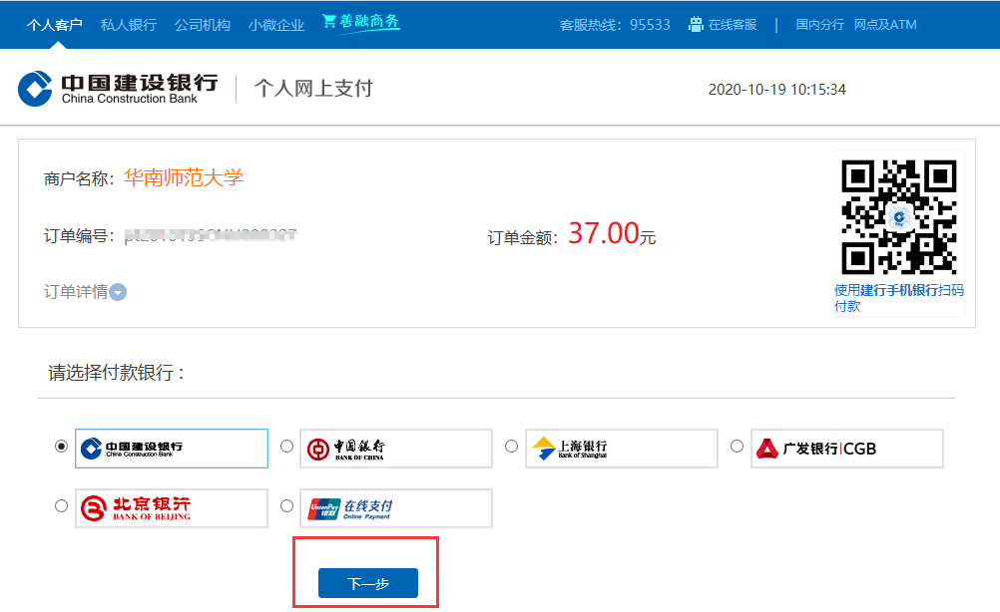 个人客户 私人银行 公司机构 小微企业 善融商务 客服热线：95533 在线客服 | 国内分行 网点及ATM
中国建设银行
China Construction Bank
个人网上支付
2020-10-19 10:15:34
商户名称：华南师范大学
订单编号：
订单金额：37.00元
订单详情
使用建行手机银行扫码
付款
请选择付款银行：
中国建设银行
China Construction Bank
中国银行
BANK OF CHINA
上海银行
Bank of Shanghai
广发银行|CGB
北京银行
BANK OF BEIJING
UnionPay
银联
在线支付
Online Payment
下一步